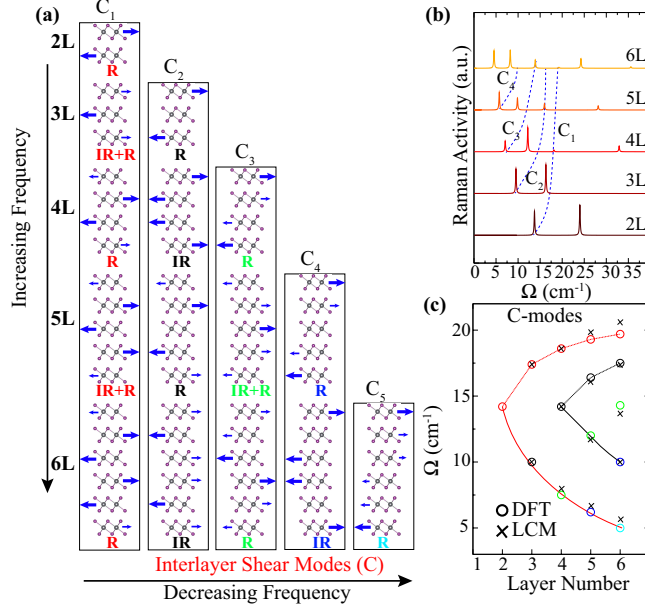 (a)
C1
2L
R
C2
3L
IR+R
R
C3
4L
R
IR
R
C4
5L
IR+R
R
IR+R
R
C5
6L
R
IR
R
IR
R
Increasing Frequency
Interlayer Shear Modes (C)
Decreasing Frequency
(b)
Raman Activity (a.u.)
6L
C4
5L
C3
C1
4L
C2
3L
2L
0 5 10 15 20 25 30 35
Ω (cm-1)
(c)
C-modes
20
15
10
5
Ω (cm-1)
DFT
LCM
1 2 3 4 5 6
Layer Number